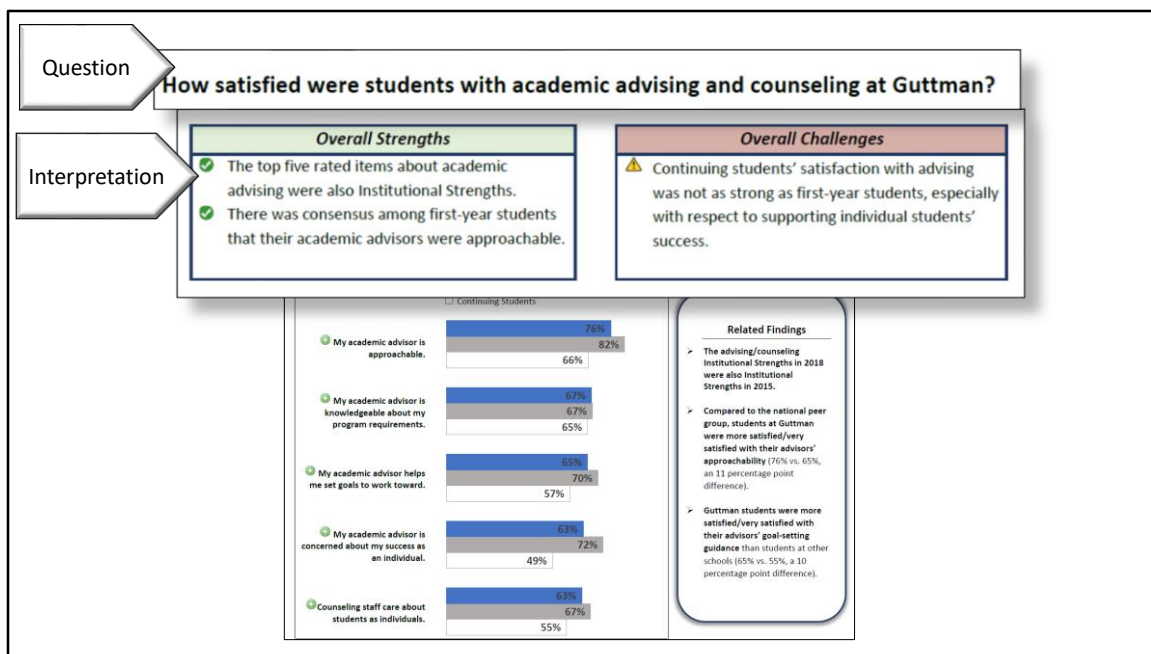 Question
How satisfied were students with academic advising and counseling at Guttman?
Interpretation
Overall Strengths
The top five rated items about academic
advising were also Institutional Strengths.
There was consensus among first-year students
that their academic advisors were approachable.
Overall Challenges
Continuing students' satisfaction with advising
was not as strong as first-year students, especially
with respect to supporting individual students'
success.
Continuing Students
My academic advisor is
approachable.
76%
82%
66%
My academic advisor is
knowledgeable about my
program requirements.
67%
67%
65%
My academic advisor helps
me set goals to work toward.
65%
70%
57%
My academic advisor is
concerned about my success as
an individual.
63%
72%
49%
Counseling staff care about
students as individuals.
63%
67%
55%
Related Findings
The advising/counseling
Institutional Strengths in 2018
were also Institutional
Strengths in 2015.
Compared to the national peer
group, students at Guttman
were more satisfied/very
satisfied with their advisors'
approachability (76% vs. 65%,
an 11 percentage point
difference).
Guttman students were more
satisfied/very satisfied with
their advisors' goal-setting
guidance than students at other
schools (65% vs. 55%, a 10
percentage point difference).